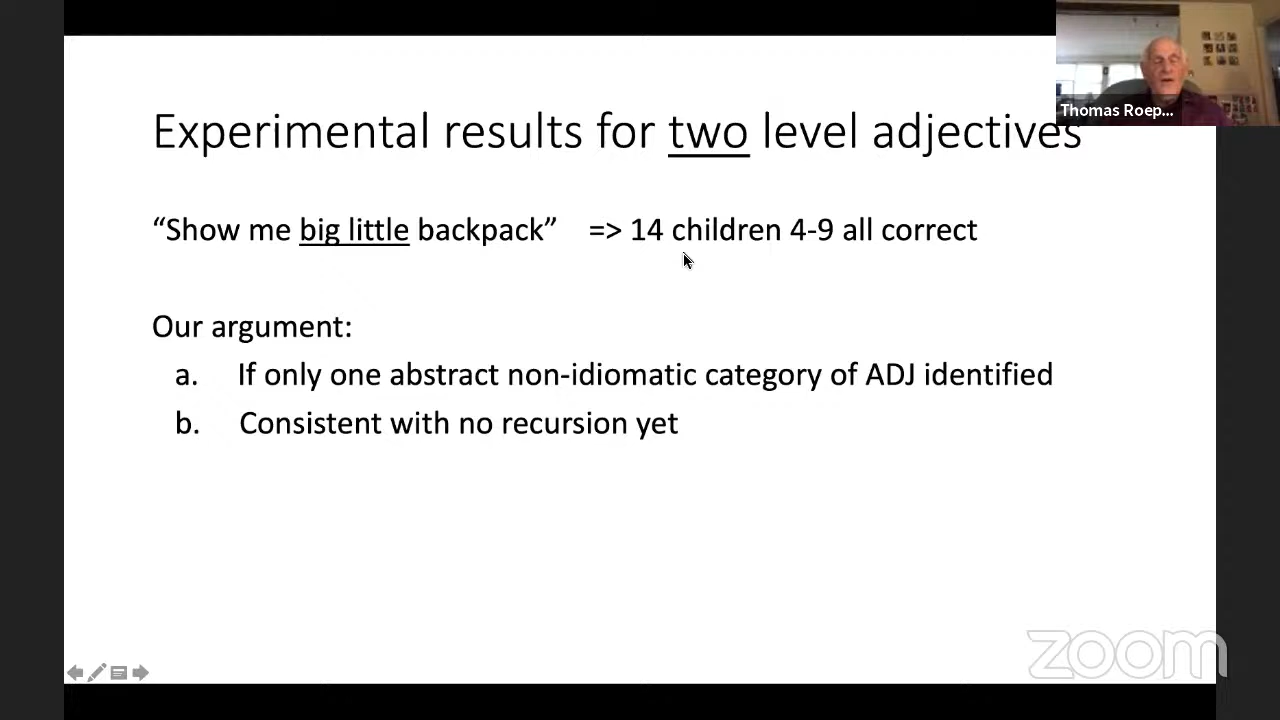 Thomas Roep...
Experimental results for two level adjectives
“Show me big little backpack” => 14 children 4-9 all correct
Our argument:
a. If only one abstract non-idiomatic category of ADJ identified
b. Consistent with no recursion yet
zoom